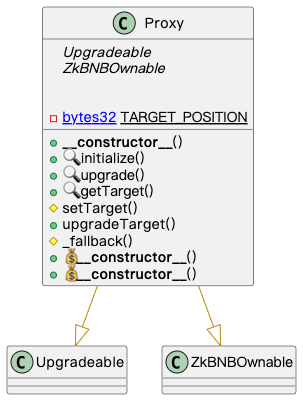 C Proxy
Upgradeable
ZkBNBOwnable
bytes32 TARGET_POSITION
__constructor__()
🔍initialize()
🔍upgrade()
🔍getTarget()
setTarget()
upgradeTarget()
_fallback()
💰__constructor__()
💰__constructor__()
C Upgradeable
C ZkBNBOwnable